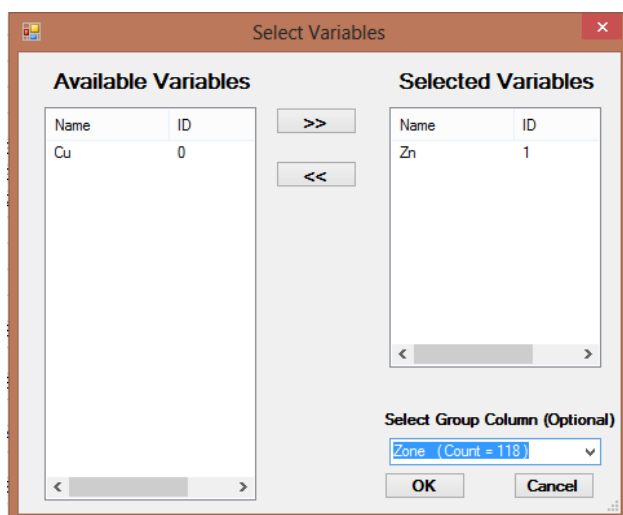 Select Variables
Available Variables
Name ID
Cu 0
>>
<<
Selected Variables
Name ID
Zn 1
Select Group Column (Optional)
Zone (Count = 118 )
OK Cancel